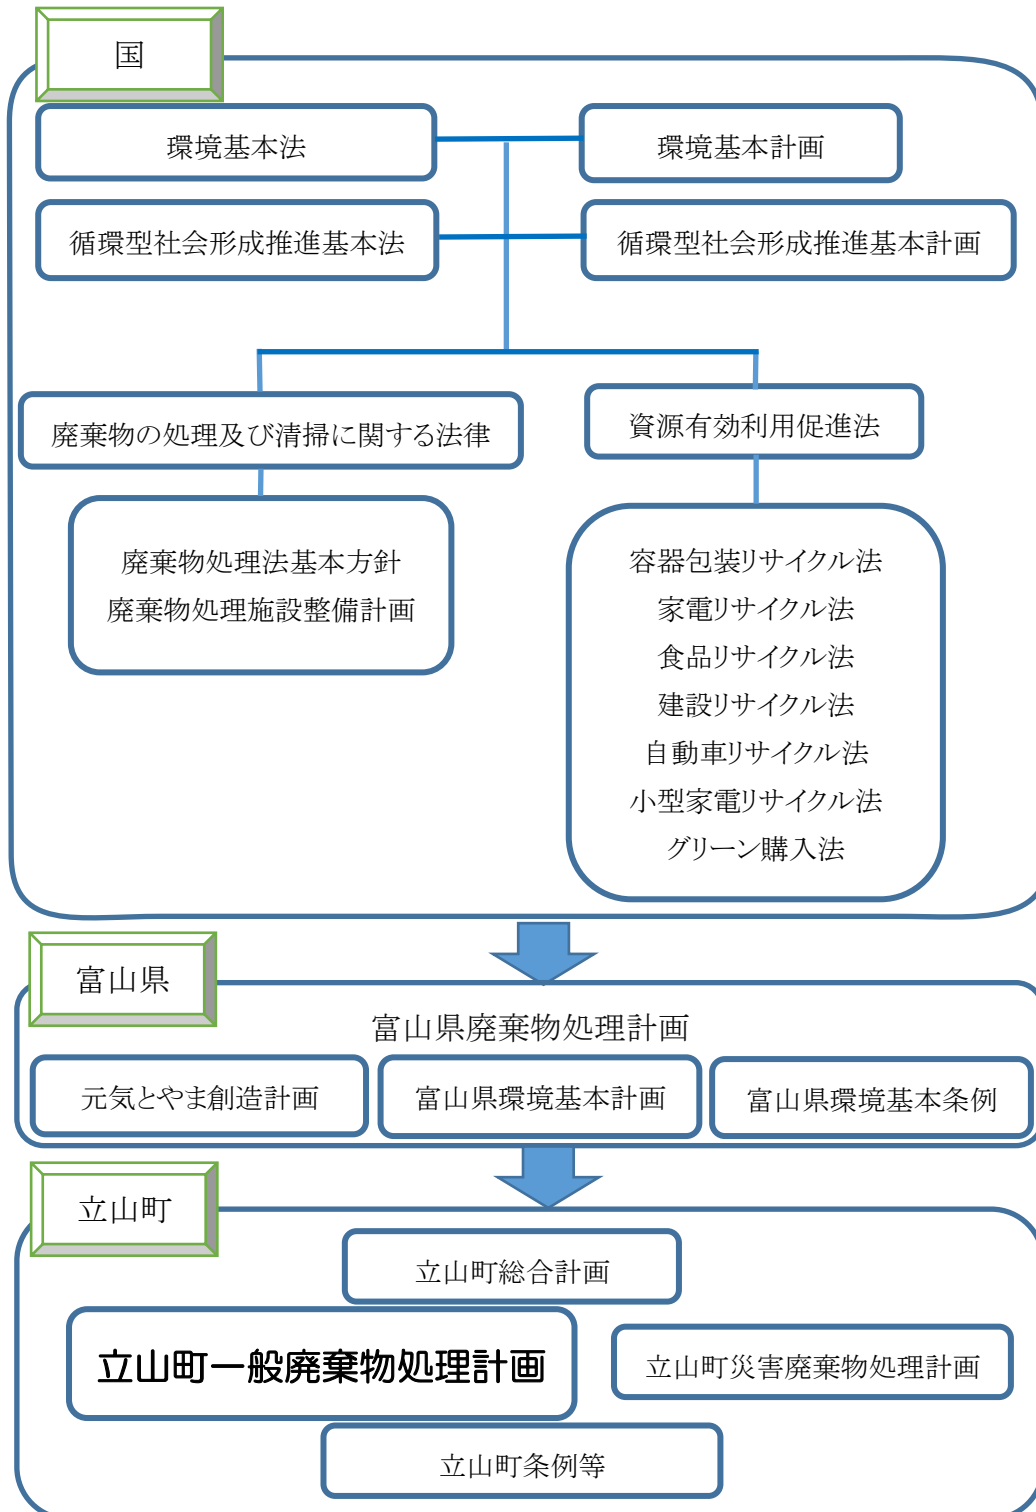 国
環境基本法
環境基本計画
循環型社会形成推進基本法
循環型社会形成推進基本計画
廃棄物の処理及び清掃に関する法律
資源有効利用促進法
廃棄物処理法基本方針
廃棄物処理施設整備計画
容器包装リサイクル法
家電リサイクル法
食品リサイクル法
建設リサイクル法
自動車リサイクル法
小型家電リサイクル法
グリーン購入法
富山県
富山県廃棄物処理計画
元気とやま創造計画
富山県環境基本計画
富山県環境基本条例
立山町
立山町総合計画
立山町一般廃棄物処理計画
立山町災害廃棄物処理計画
立山町条例等